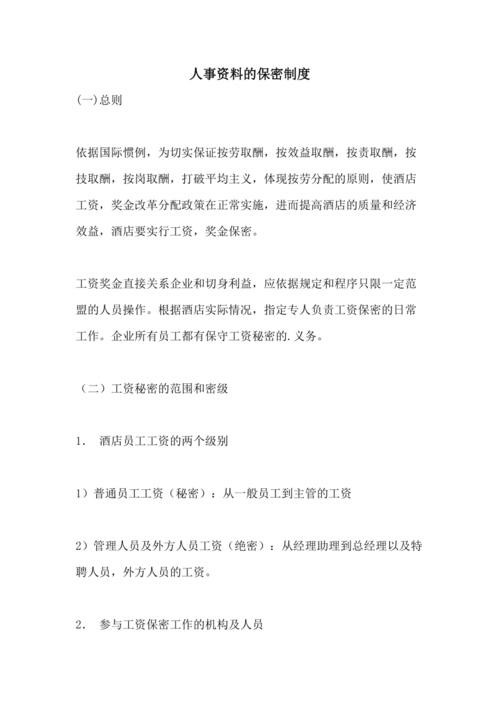 人事资料的保密制度
(一)总则
依据国际惯例，为切实保证按劳取酬，按效益取酬，按责取酬，按
技取酬，按岗取酬，打破平均主义，体现按劳分配的原则，使酒店
工资，奖金改革分配政策在正常实施，进而提高酒店的质量和经济
效益，酒店要实行工资，奖金保密。
工资奖金直接关系企业和切身利益，应依据规定和程序只限一定范
盟的人员操作。根据酒店实际情况，指定专人负责工资保密的日常
工作。企业所有员工都有保守工资秘密的.义务。
（二）工资秘密的范围和密级
1． 酒店员工工资的两个级别
1）普通员工工资（秘密）：从一般员工到主管的工资
2）管理人员及外方人员工资（绝密）：从经理助理到总经理以及特
聘人员，外方人员的工资。
2． 参与工资保密工作的机构及人员